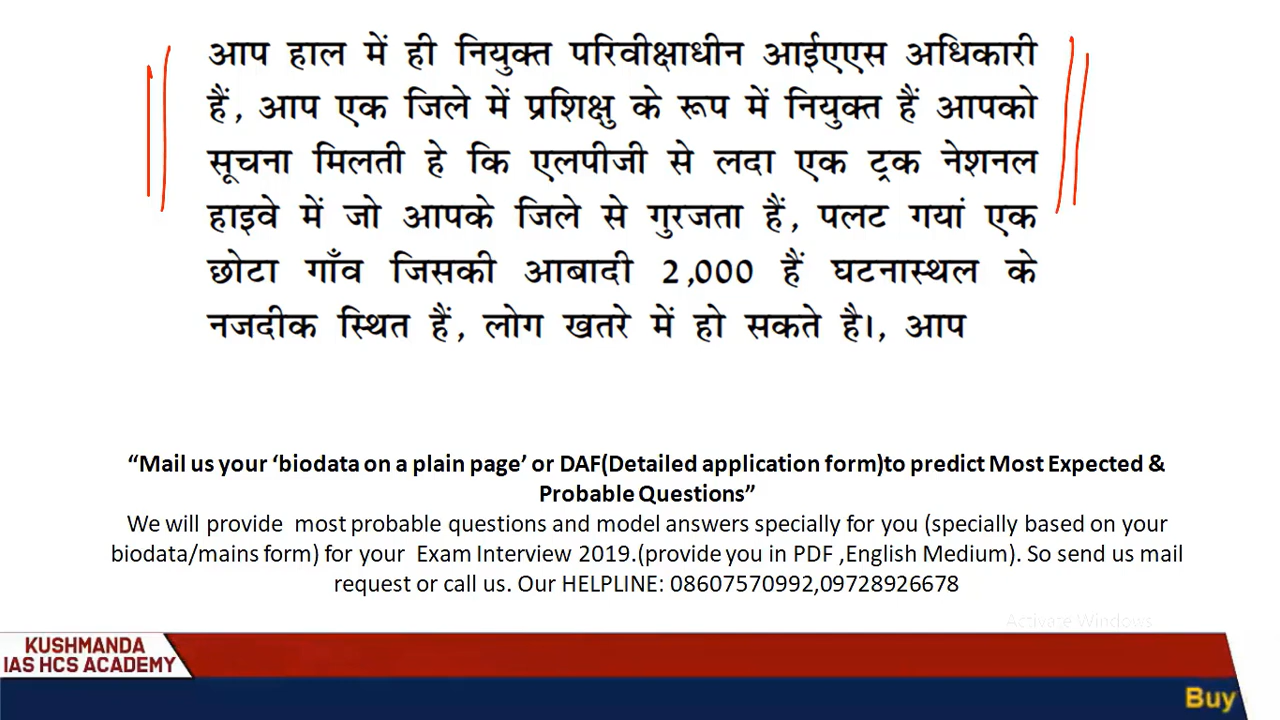 आप हाल में ही नियुक्त परिवीक्षाधीन आईएएस अधिकारी
हैं, आप एक जिले में प्रशिक्षु के रूप में नियुक्त हैं आपको
सूचना मिलती हे कि एलपीजी से लदा एक ट्रक नेशनल
हाइवे में जो आपके जिले से गुरजता हैं, पलट गयां एक
छोटा गाँव जिसकी आबादी 2,000 हैं घटनास्थल के
नजदीक स्थित हैं, लोग खतरे में हो सकते है।, आप
“Mail us your ‘biodata on a plain page’ or DAF(Detailed application form)to predict Most Expected &
Probable Questions”
We will provide most probable questions and model answers specially for you (specially based on your
biodata/mains form) for your Exam Interview 2019.(provide you in PDF ,English Medium). So send us mail
request or call us. Our HELPLINE: 08607570992,09728926678
Activate Windows
KUSHMANDA
IAS HCS ACADEMY
Buy